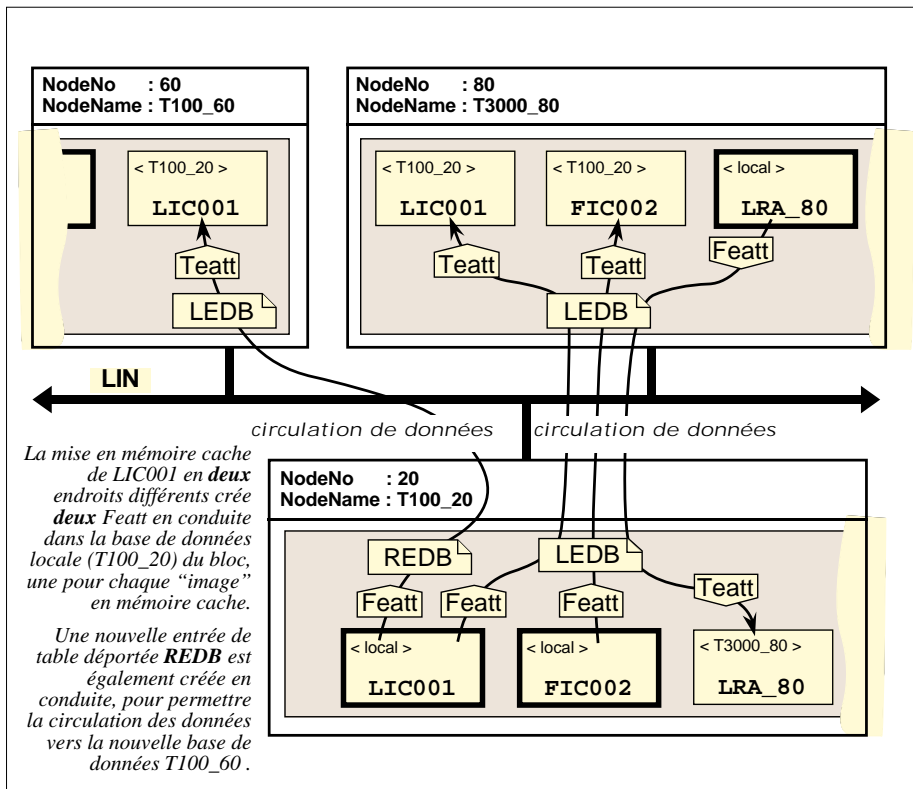 NodeNo : 60
NodeName : T100_60
< T100_20 >
LIC001
Teatt
LEDB
NodeNo : 80
NodeName : T3000_80
< T100_20 >
LIC001
< T100_20 >
FIC002
< local >
LRA_80
Teatt
Teatt
Featt
LEDB
LIN
circulation de données
circulation de données
La mise en mémoire cache
de LIC001 en deux
endroits différents crée
deux Featt en conduite
dans la base de données
locale (T100_20) du bloc,
une pour chaque “image”
en mémoire cache.
Une nouvelle entrée de
table déportée REDB est
également créée en
conduite, pour permettre
la circulation des données
vers la nouvelle base de
données T100_60 .
NodeNo : 20
NodeName : T100_20
REDB
LEDB
Featt
Featt
Featt
Teatt
< local >
LIC001
< local >
FIC002
< T3000_80 >
LRA_80